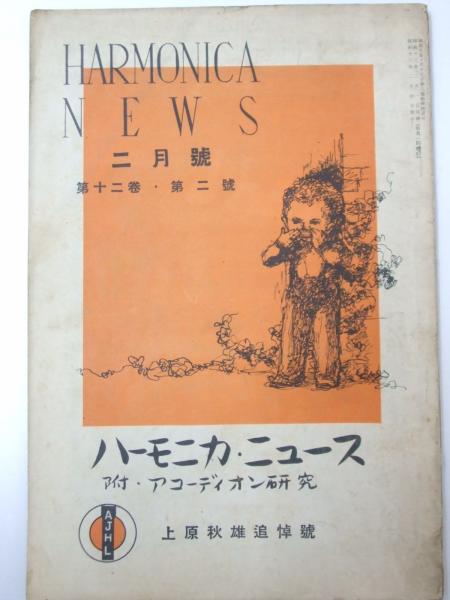 HARMONICA
NEWS
二月號
第十二卷・第二號
ハーモニカ・ニュース
附・アコーディオン研究
AJHL
上原秋雄追悼號